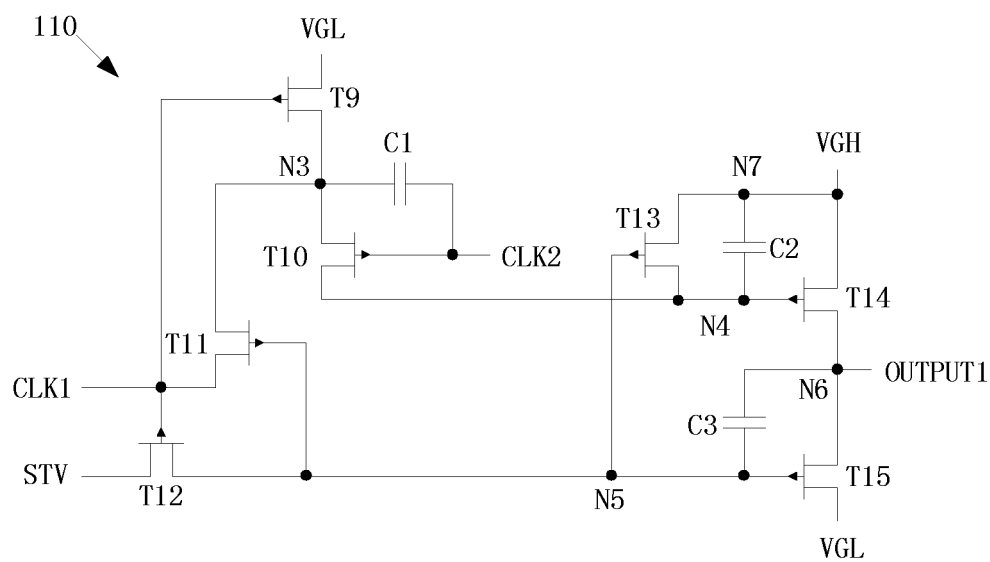 110
VGL
T9
C1
N3
VGH
N7
T13
T10
CLK2
C2
T14
N4
T11
CLK1
N6
OUTPUT1
C3
STV
T12
N5
T15
VGL